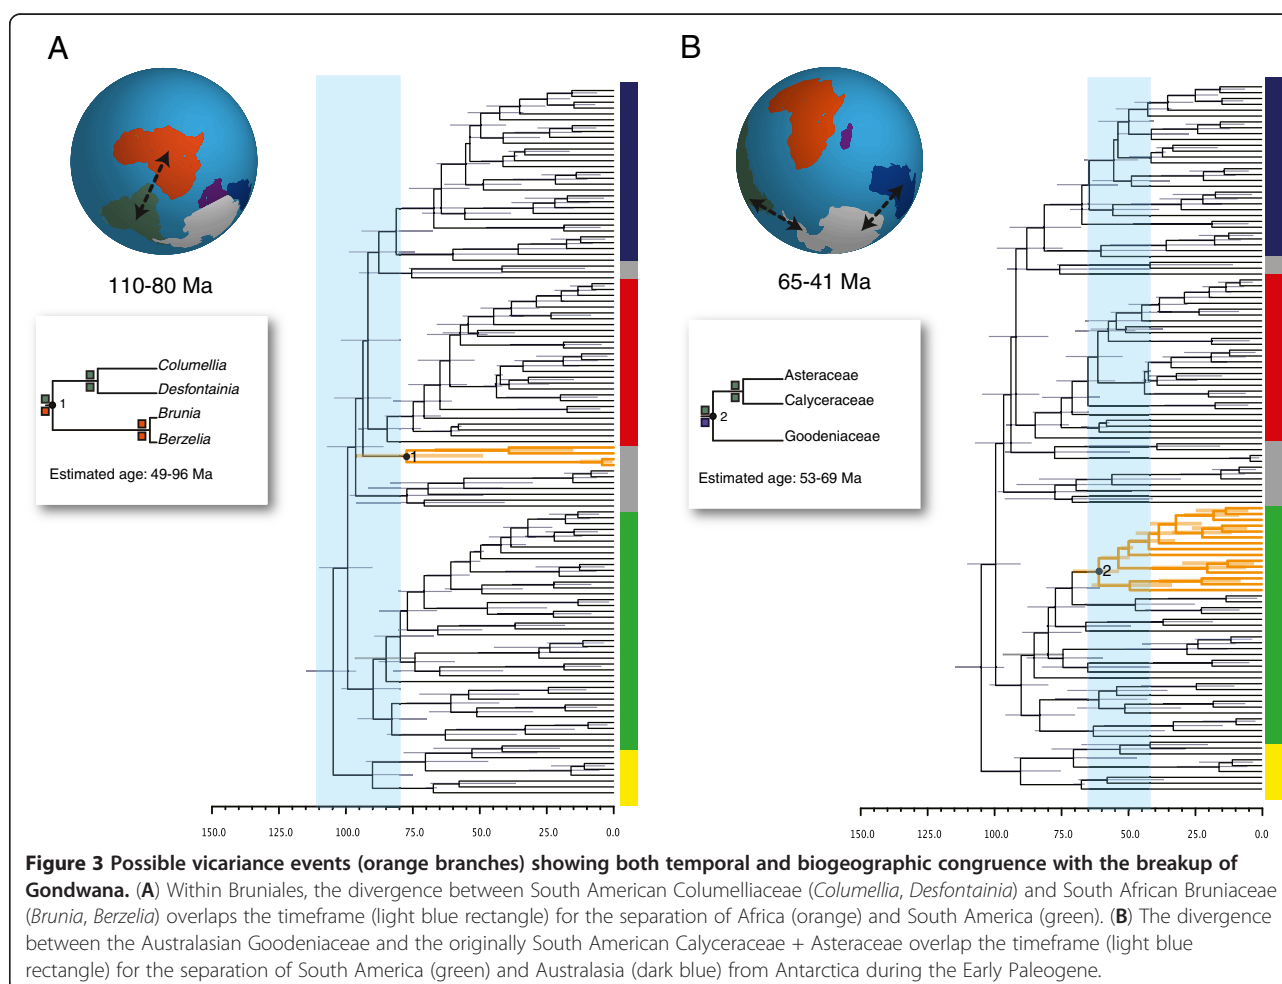 A
B
110-80 Ma
65-41 Ma
Columellia
Desfontainia
1
Brunia
Berzelia
Estimated age: 49-96 Ma
Asteraceae
Calyceraceae
2
Goodeniaceae
Estimated age: 53-69 Ma
1
2
150.0 125.0 100.0 75.0 50.0 25.0 0.0
150.0 125.0 100.0 75.0 50.0 25.0 0.0
Figure 3 Possible vicariance events (orange branches) showing both temporal and biogeographic congruence with the breakup of
Gondwana. (A) Within Bruniales, the divergence between South American Columelliaceae (Columellia, Desfontainia) and South African Bruniaceae
(Brunia, Berzelia) overlaps the timeframe (light blue rectangle) for the separation of Africa (orange) and South America (green). (B) The divergence
between the Australasian Goodeniaceae and the originally South American Calyceraceae + Asteraceae overlap the timeframe (light blue
rectangle) for the separation of South America (green) and Australasia (dark blue) from Antarctica during the Early Paleogene.